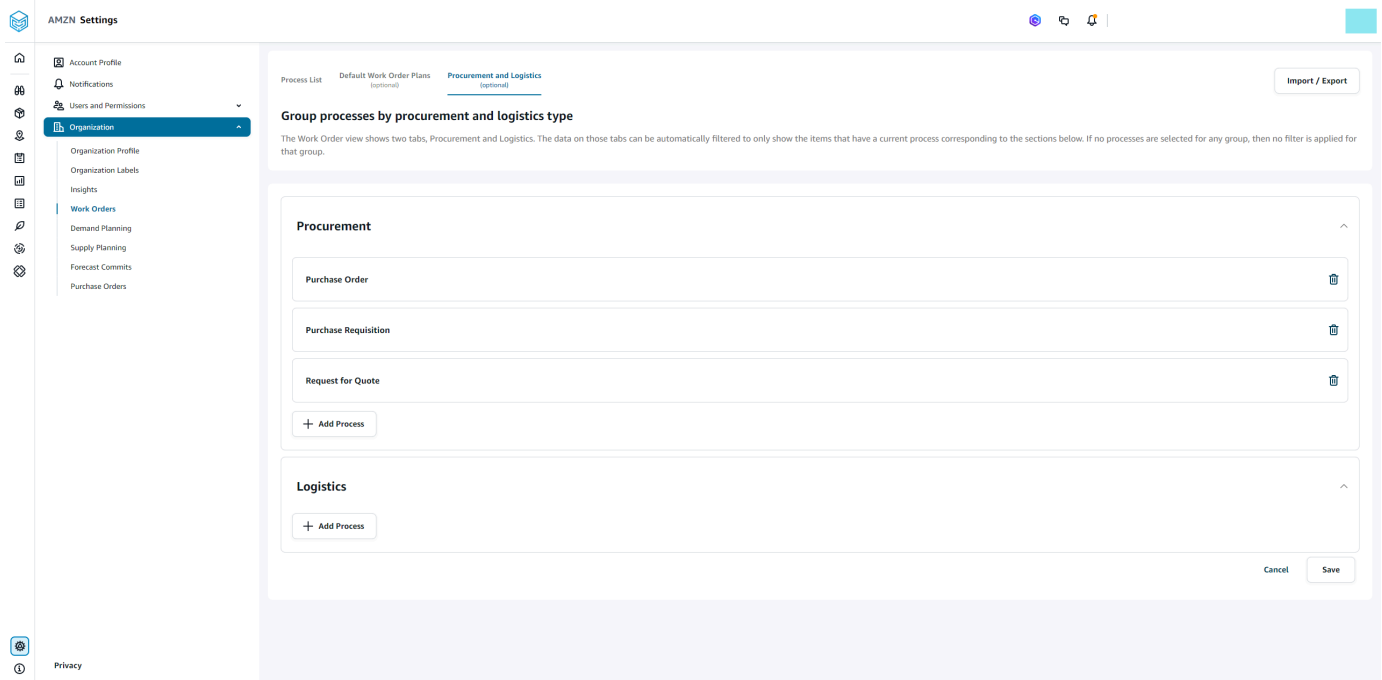 AMZN Settings
Account Profile
Notifications
Users and Permissions
Organization
Organization Profile
Organization Labels
Insights
Work Orders
Demand Planning
Supply Planning
Forecast Commits
Purchase Orders
Privacy
Process List
Default Work Order Plans
(optional)
Procurement and Logistics
(optional)
Import / Export
Group processes by procurement and logistics type
The Work Order view shows two tabs, Procurement and Logistics. The data on those tabs can be automatically filtered to only show the items that have a current process corresponding to the sections below. If no processes are selected for any group, then no filter is applied for
that group.
Procurement
Purchase Order
Purchase Requisition
Request for Quote
Add Process
Logistics
Add Process
Cancel
Save